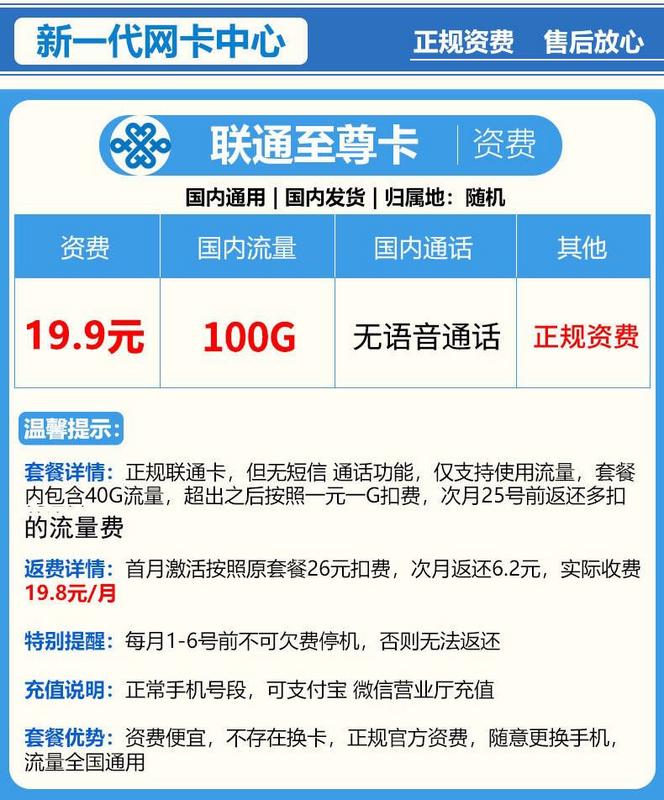 新一代网卡中心
正规资费 售后放心
联通至尊卡 资费
国内通用 | 国内发货 | 归属地：随机
资费 国内流量 国内通话 其他
19.9元 100G 无语音通话 正规资费
温馨提示：
套餐详情：正规联通卡，但无短信 通话功能，仅支持使用流量，套餐
内包含40G流量，超出之后按照一元一G扣费，次月25号前返还多扣
的流量费
返费详情：首月激活按照原套餐26元扣费，次月返还6.2元，实际收费
19.8元/月
特别提醒：每月1-6号前不可欠费停机，否则无法返还
充值说明：正常手机号段，可支付宝 微信营业厅充值
套餐优势：资费便宜，不存在换卡，正规官方资费，随意更换手机，
流量全国通用